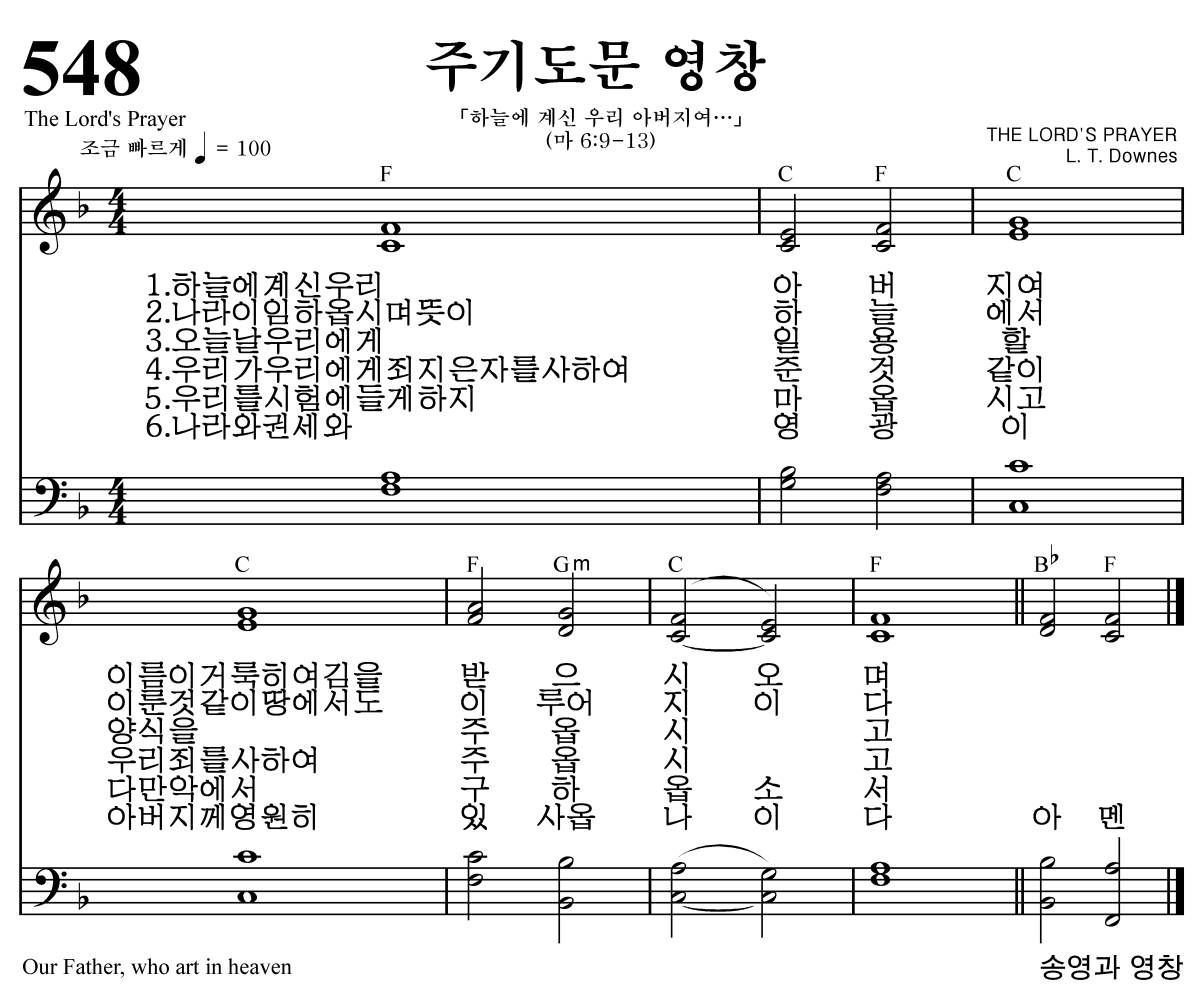 548
주기도문 영창
The Lord's Prayer
「하늘에 계신 우리 아버지여…」
(마 6:9-13)
조금 빠르게 ♩ = 100
THE LORD'S PRAYER
L. T. Downes
F C F C
4 4
1.하늘에계신우리 아 버 지여
2.나라이임하옵시며뜻이 하 늘 에서
3.오늘날우리에게 일 용 할
4.우리가우리에게죄지은자를사하여 준 것 같이
5.우리를시험에들게하지 마 옵 시고
6.나라와권세와 영 광 이
4 4
C F Gm C F B♭ F
이름이거룩히여김을 받 으 시 오 며
이룬것같이땅에서도 이 루어 지 이 다
양식을 주 옵 시 고
우리죄를사하여 주 옵 시 고
다만악에서 구 하 옵 소 서
아버지께영원히 있 사옵 나 이 다 아 멘
Our Father, who art in heaven
송영과 영창